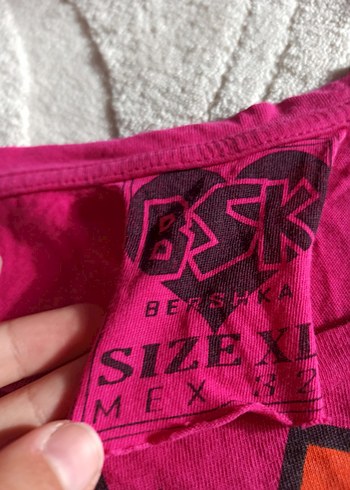 BSK
BERSHKA
SIZE XL
MEX 32